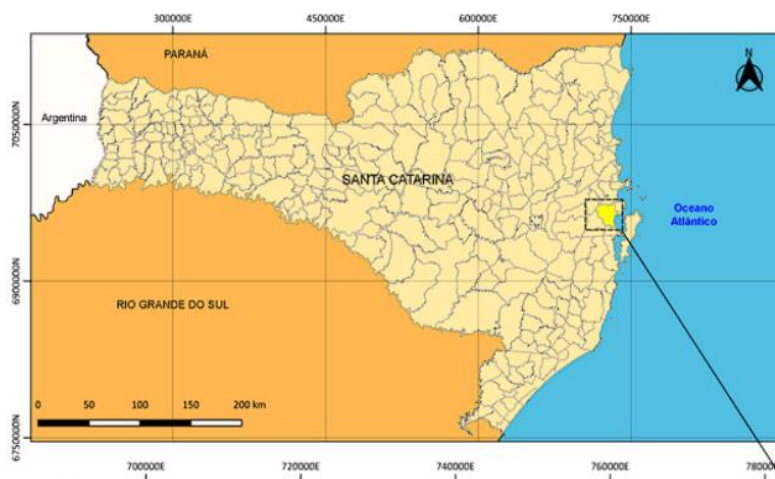 300000E 450000E 600000E 750000E
PARANÁ
N
Argentina
7050000N
SANTA CATARINA
Oceano
Atlântico
6900000N
RIO GRANDE DO SUL
0 50 100 150 200 km
6750000N
700000E 720000E 740000E 760000E 780000E